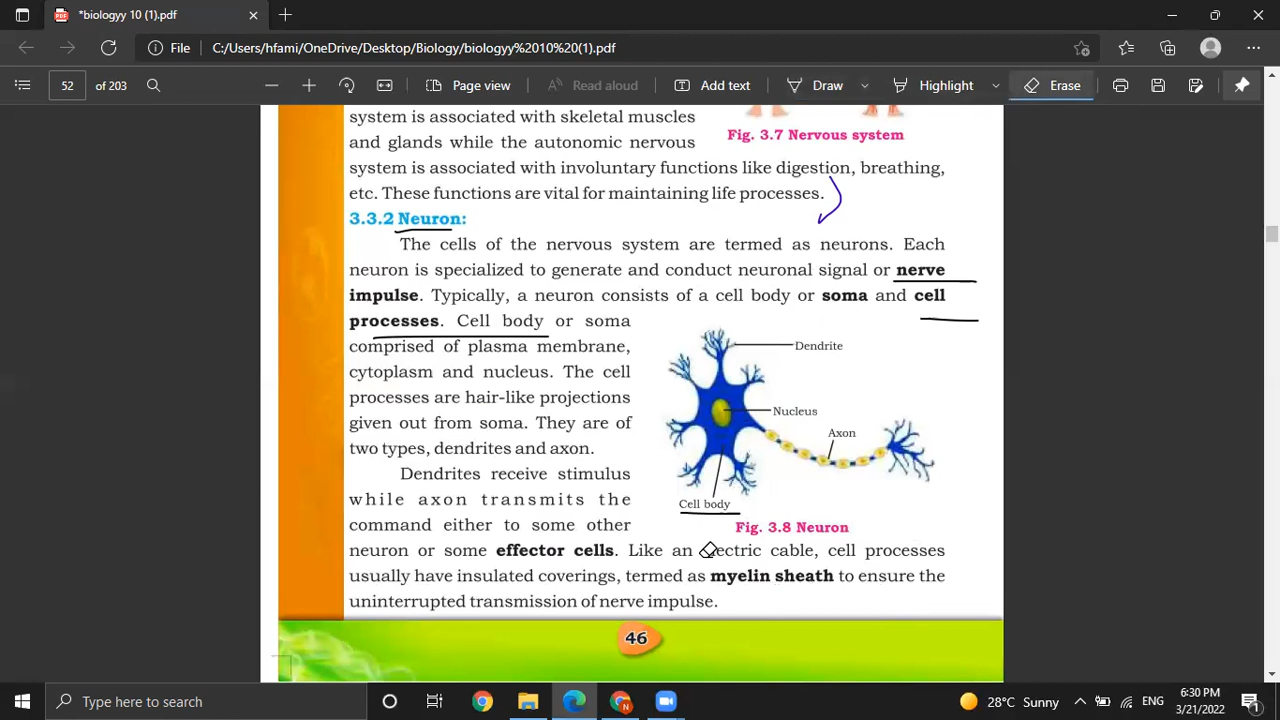 *biologyy 10 (1).pdf
File C:/Users/hfami/OneDrive/Desktop/Biology/biologyy%2010%20(1).pdf
52 of 203 Page view Read aloud Add text Draw Highlight Erase
system is associated with skeletal muscles
and glands while the autonomic nervous
Fig. 3.7 Nervous system
system is associated with involuntary functions like digestion, breathing,
etc. These functions are vital for maintaining life processes.
3.3.2 Neuron:
The cells of the nervous system are termed as neurons. Each
neuron is specialized to generate and conduct neuronal signal or nerve
impulse. Typically, a neuron consists of a cell body or soma and cell
processes. Cell body or soma
comprised of plasma membrane,
cytoplasm and nucleus. The cell
processes are hair-like projections
given out from soma. They are of
two types, dendrites and axon.
Dendrites receive stimulus
while axon transmits the
command either to some other
Dendrite
Nucleus
Axon
Cell body
Fig. 3.8 Neuron
neuron or some effector cells. Like an electric cable, cell processes
usually have insulated coverings, termed as myelin sheath to ensure the
uninterrupted transmission of nerve impulse.
46
Type here to search
28°C Sunny
ENG
6:30 PM
3/21/2022
1